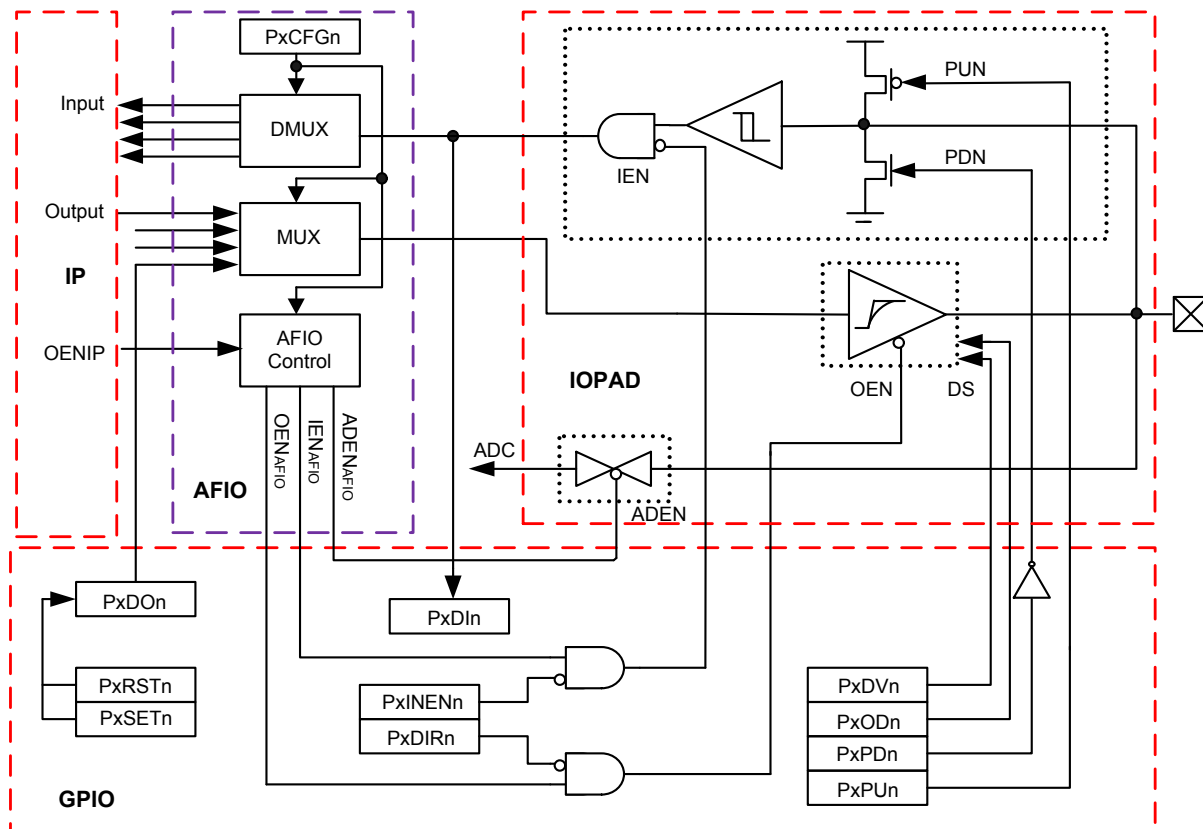 PxCFGn
PUN
Input
DMUX
IEN
PDN
Output
MUX
IP
OENIP
AFIO
Control
IOPAD
OEN
DS
OENAFIO
IENAFIO
ADENAFIO
ADC
AFIO
ADEN
PxDOn
PxDIn
PxRSTn
PxSETn
PxINENn
PxDIRn
PxDVn
PxODn
PxPDn
PxPUn
GPIO